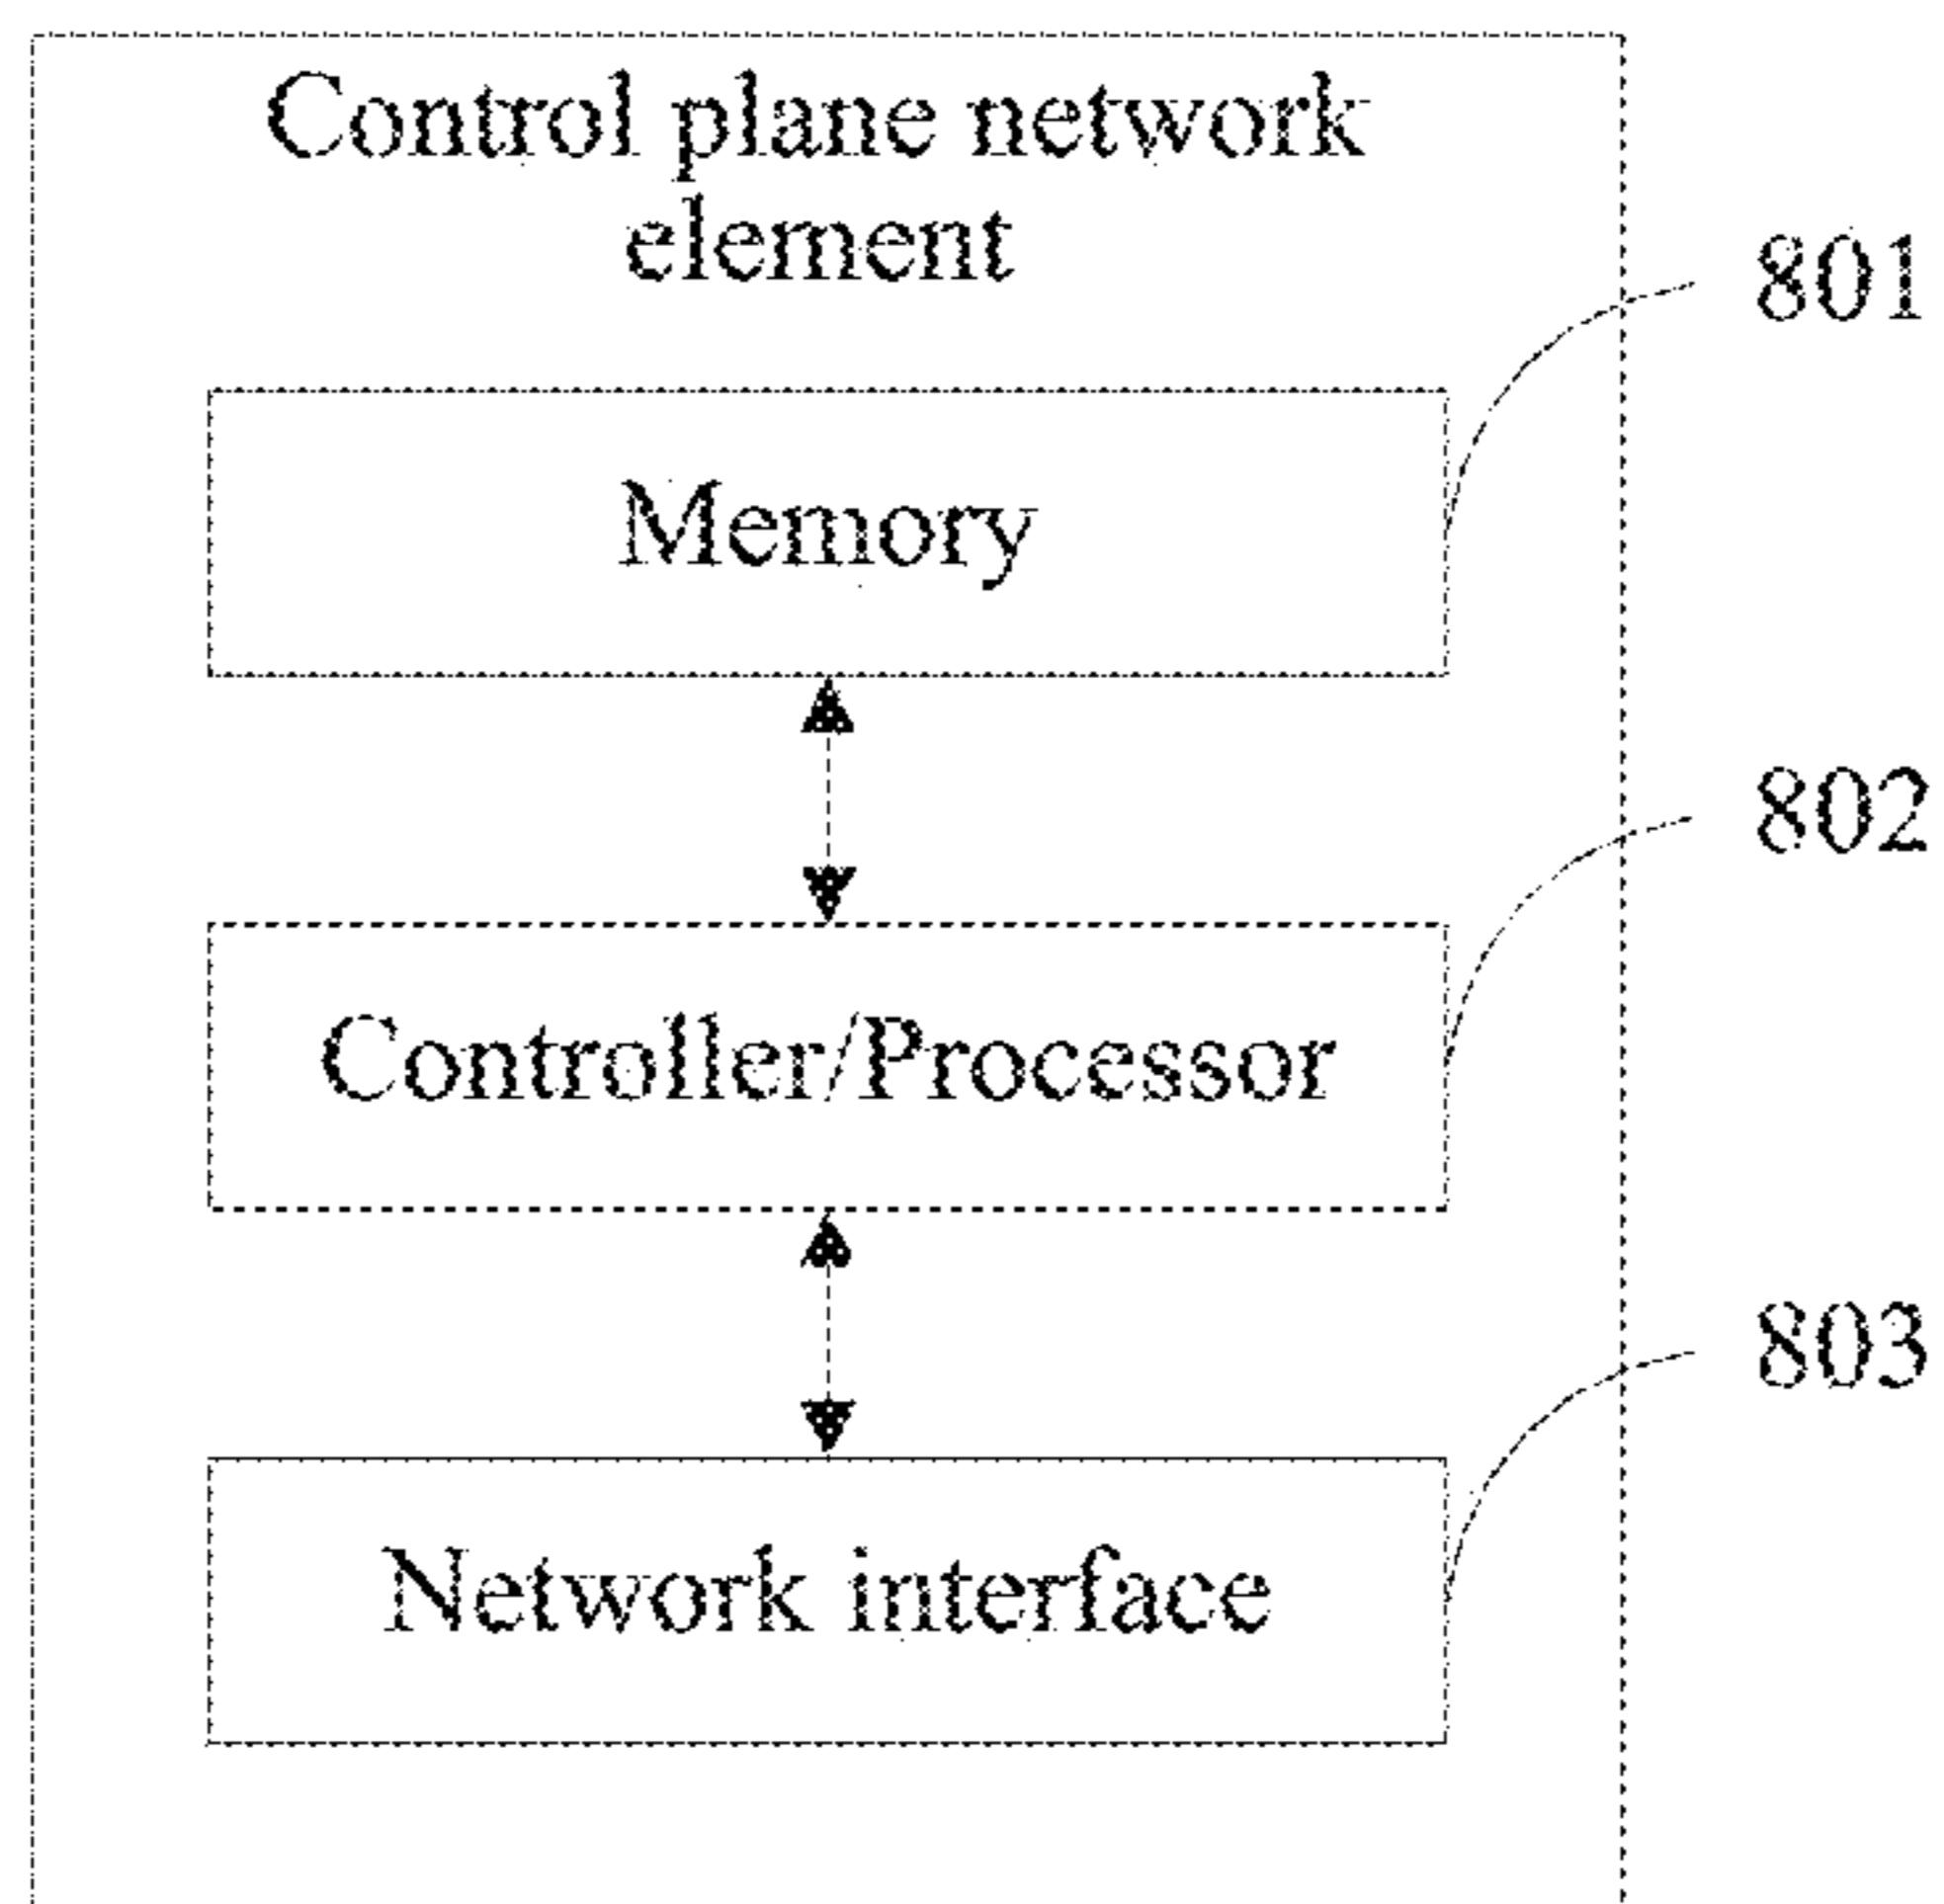 Control plane network
element
801
Memory
802
Controller/Processor
803
Network interface